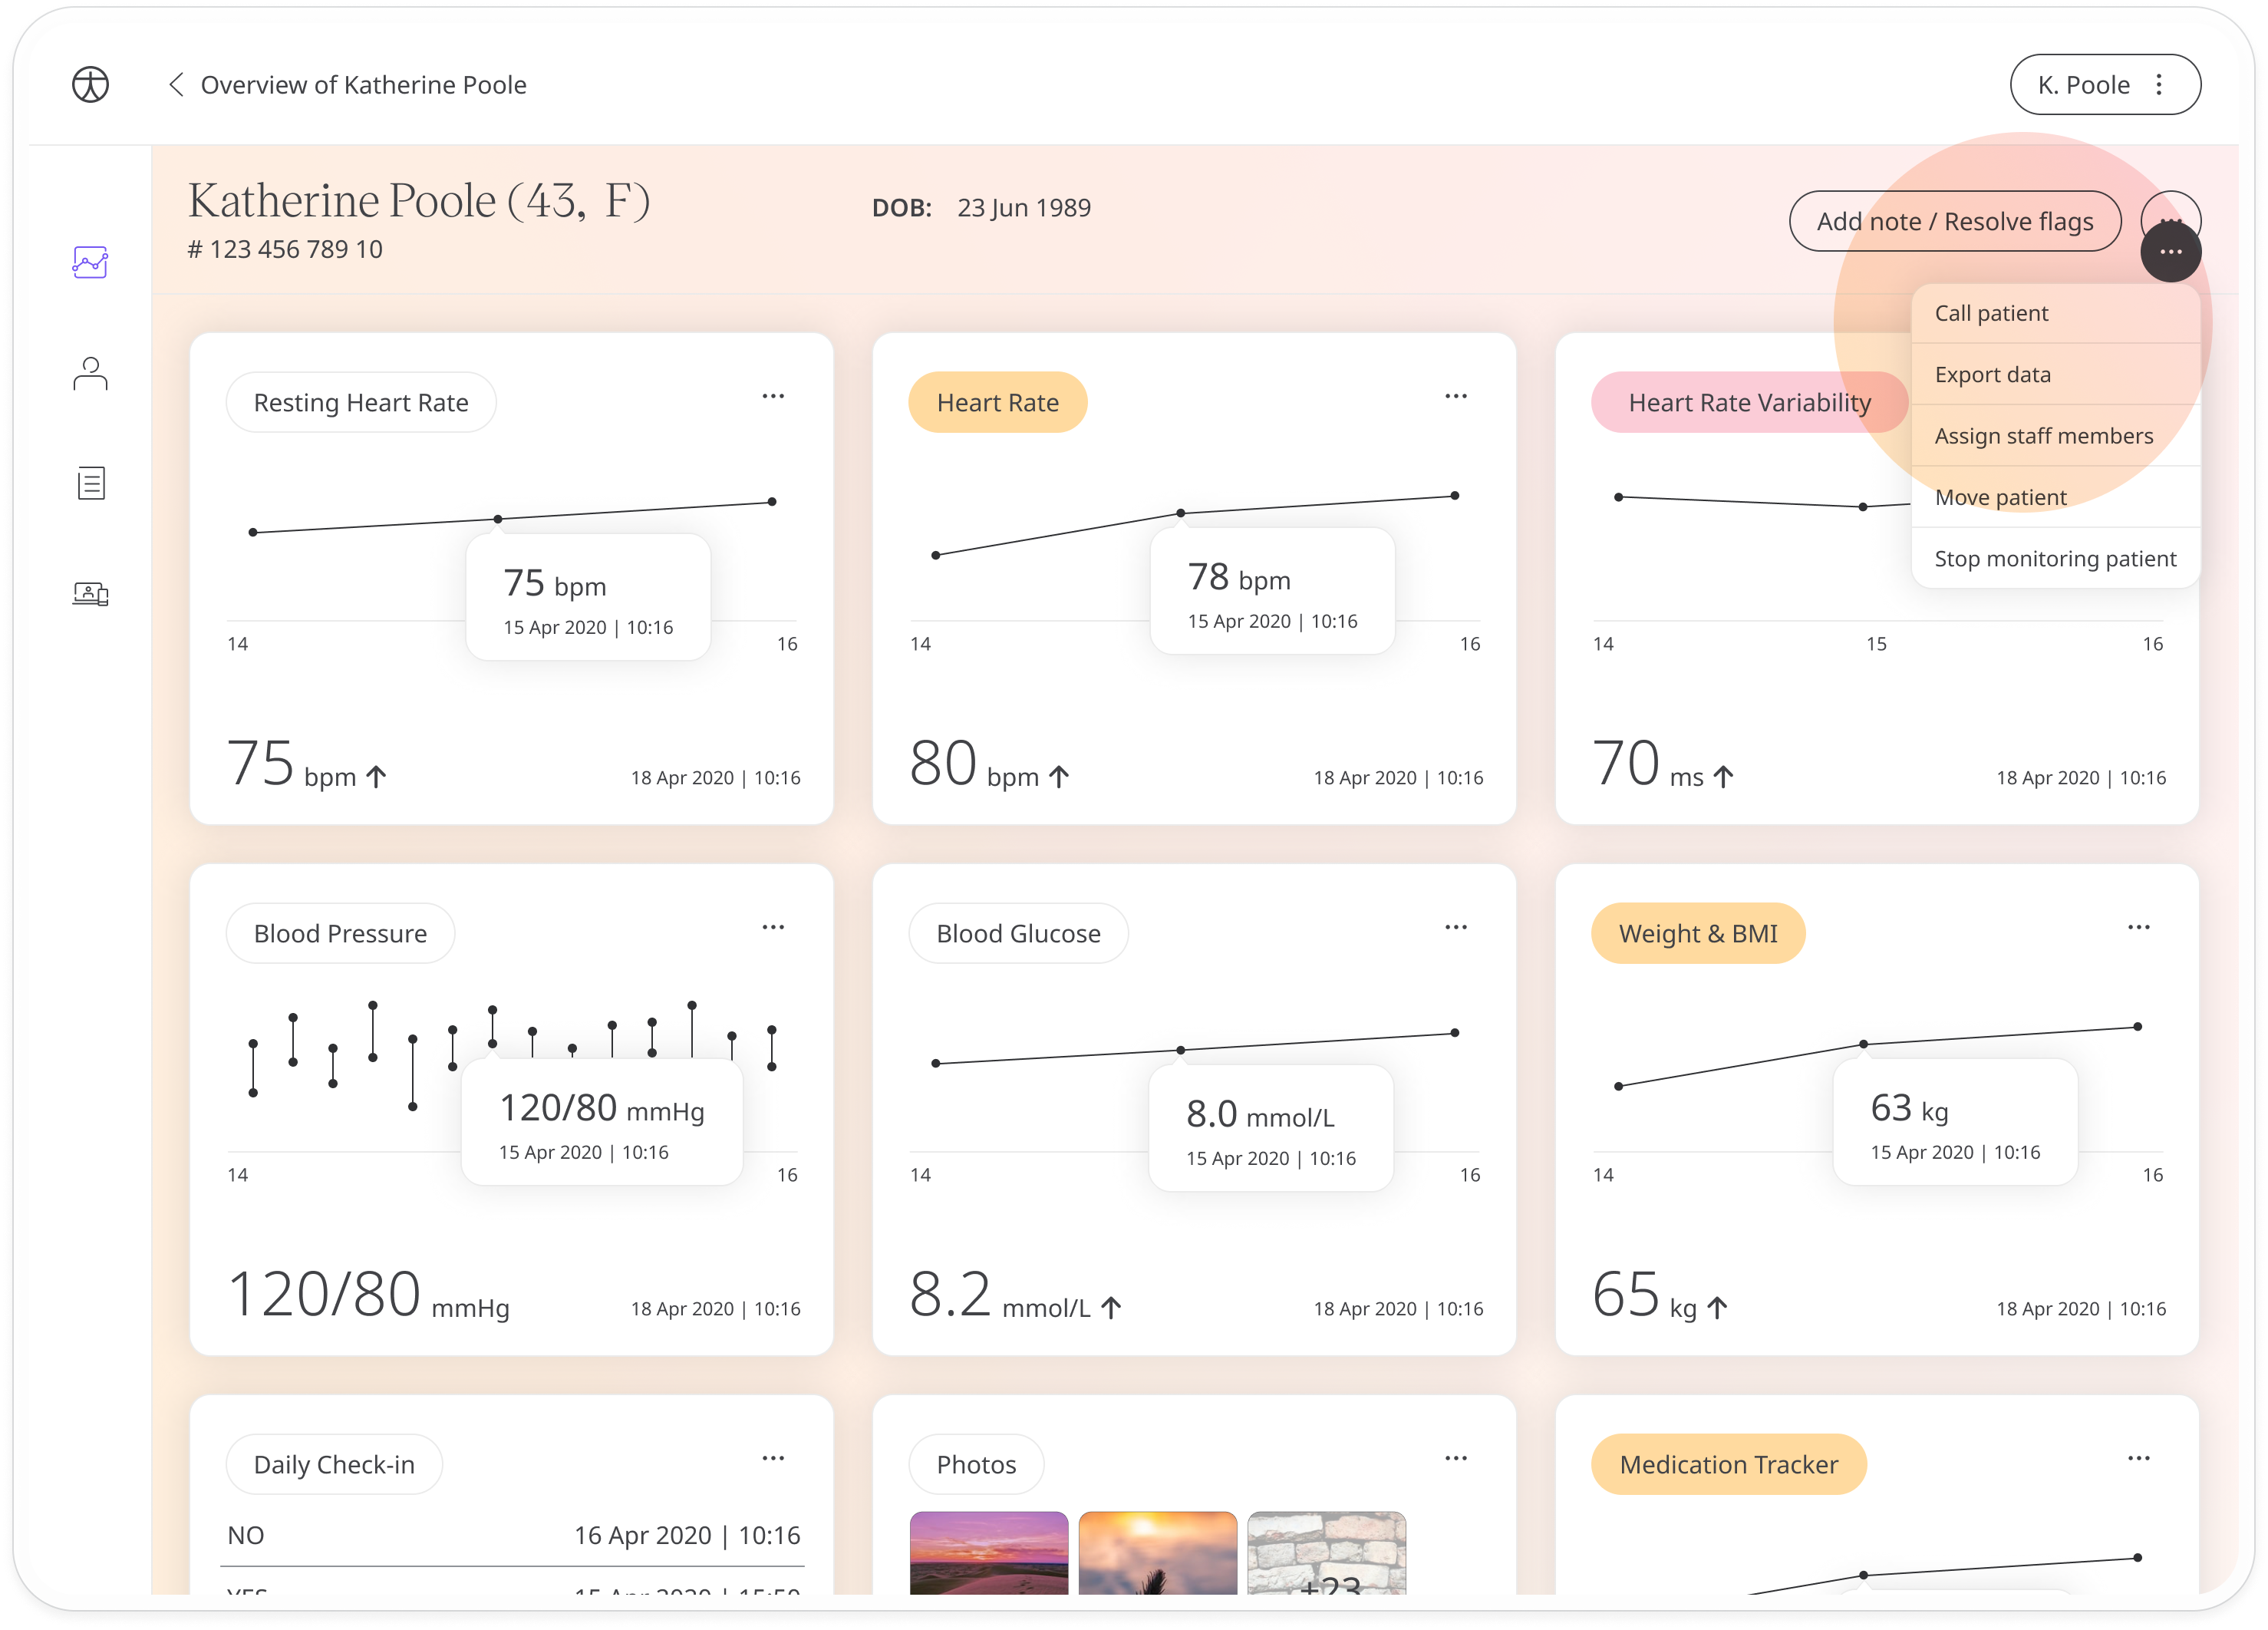 Overview of Katherine Poole
K. Poole
Katherine Poole (43, F)
# 123 456 789 10
DOB: 23 Jun 1989
Add note / Resolve flags
Call patient
Export data
Assign staff members
Move patient
Stop monitoring patient
Resting Heart Rate
75 bpm
15 Apr 2020 | 10:16
14 16
75 bpm ↑ 18 Apr 2020 | 10:16
Heart Rate
78 bpm
15 Apr 2020 | 10:16
14 16
80 bpm ↑ 18 Apr 2020 | 10:16
Heart Rate Variability
14 15 16
70 ms ↑ 18 Apr 2020 | 10:16
Blood Pressure
120/80 mmHg
15 Apr 2020 | 10:16
14 16
120/80 mmHg 18 Apr 2020 | 10:16
Blood Glucose
8.0 mmol/L
15 Apr 2020 | 10:16
14 16
8.2 mmol/L ↑ 18 Apr 2020 | 10:16
Weight & BMI
63 kg
15 Apr 2020 | 10:16
14 16
65 kg ↑ 18 Apr 2020 | 10:16
Daily Check-in
NO 16 Apr 2020 | 10:16
YES 15 Apr 2020
Photos
+23
Medication Tracker